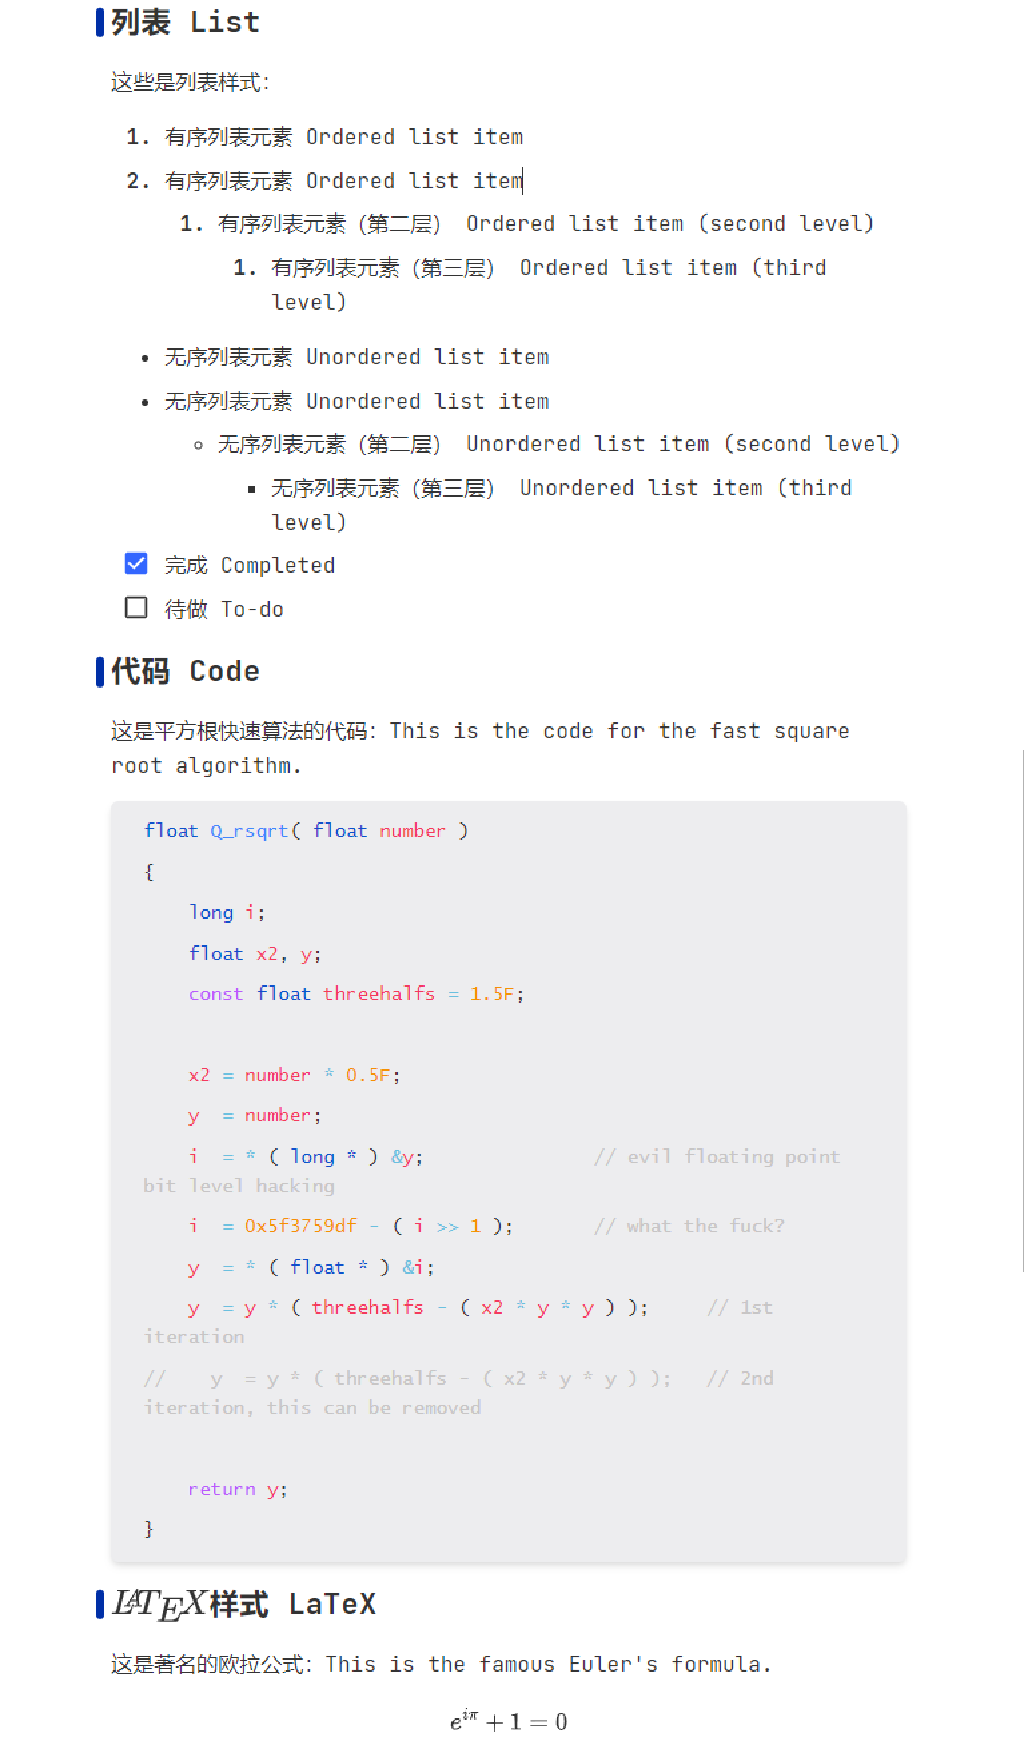 列表 List
这些是列表样式：
1. 有序列表元素 Ordered list item
2. 有序列表元素 Ordered list item
1. 有序列表元素（第二层） Ordered list item (second level)
1. 有序列表元素（第三层） Ordered list item (third
level)
• 无序列表元素 Unordered list item
• 无序列表元素 Unordered list item
◦ 无序列表元素（第二层） Unordered list item (second level)
▪ 无序列表元素（第三层） Unordered list item (third
level)
完成 Completed
待做 To-do
代码 Code
这是平方根快速算法的代码：This is the code for the fast square
root algorithm.
float Q_rsqrt( float number )
{
    long i;
    float x2, y;
    const float threehalfs = 1.5F;
    x2 = number * 0.5F;
    y  = number;
    i  = * ( long * ) &y;               // evil floating point
bit level hacking
    i  = 0x5f3759df - ( i >> 1 );       // what the fuck?
    y  = * ( float * ) &i;
    y  = y * ( threehalfs - ( x2 * y * y ) );     // 1st
iteration
//    y  = y * ( threehalfs - ( x2 * y * y ) );   // 2nd
iteration, this can be removed
    return y;
}
LATEX样式 LaTeX
这是著名的欧拉公式：This is the famous Euler's formula.
e^{iπ} + 1 = 0